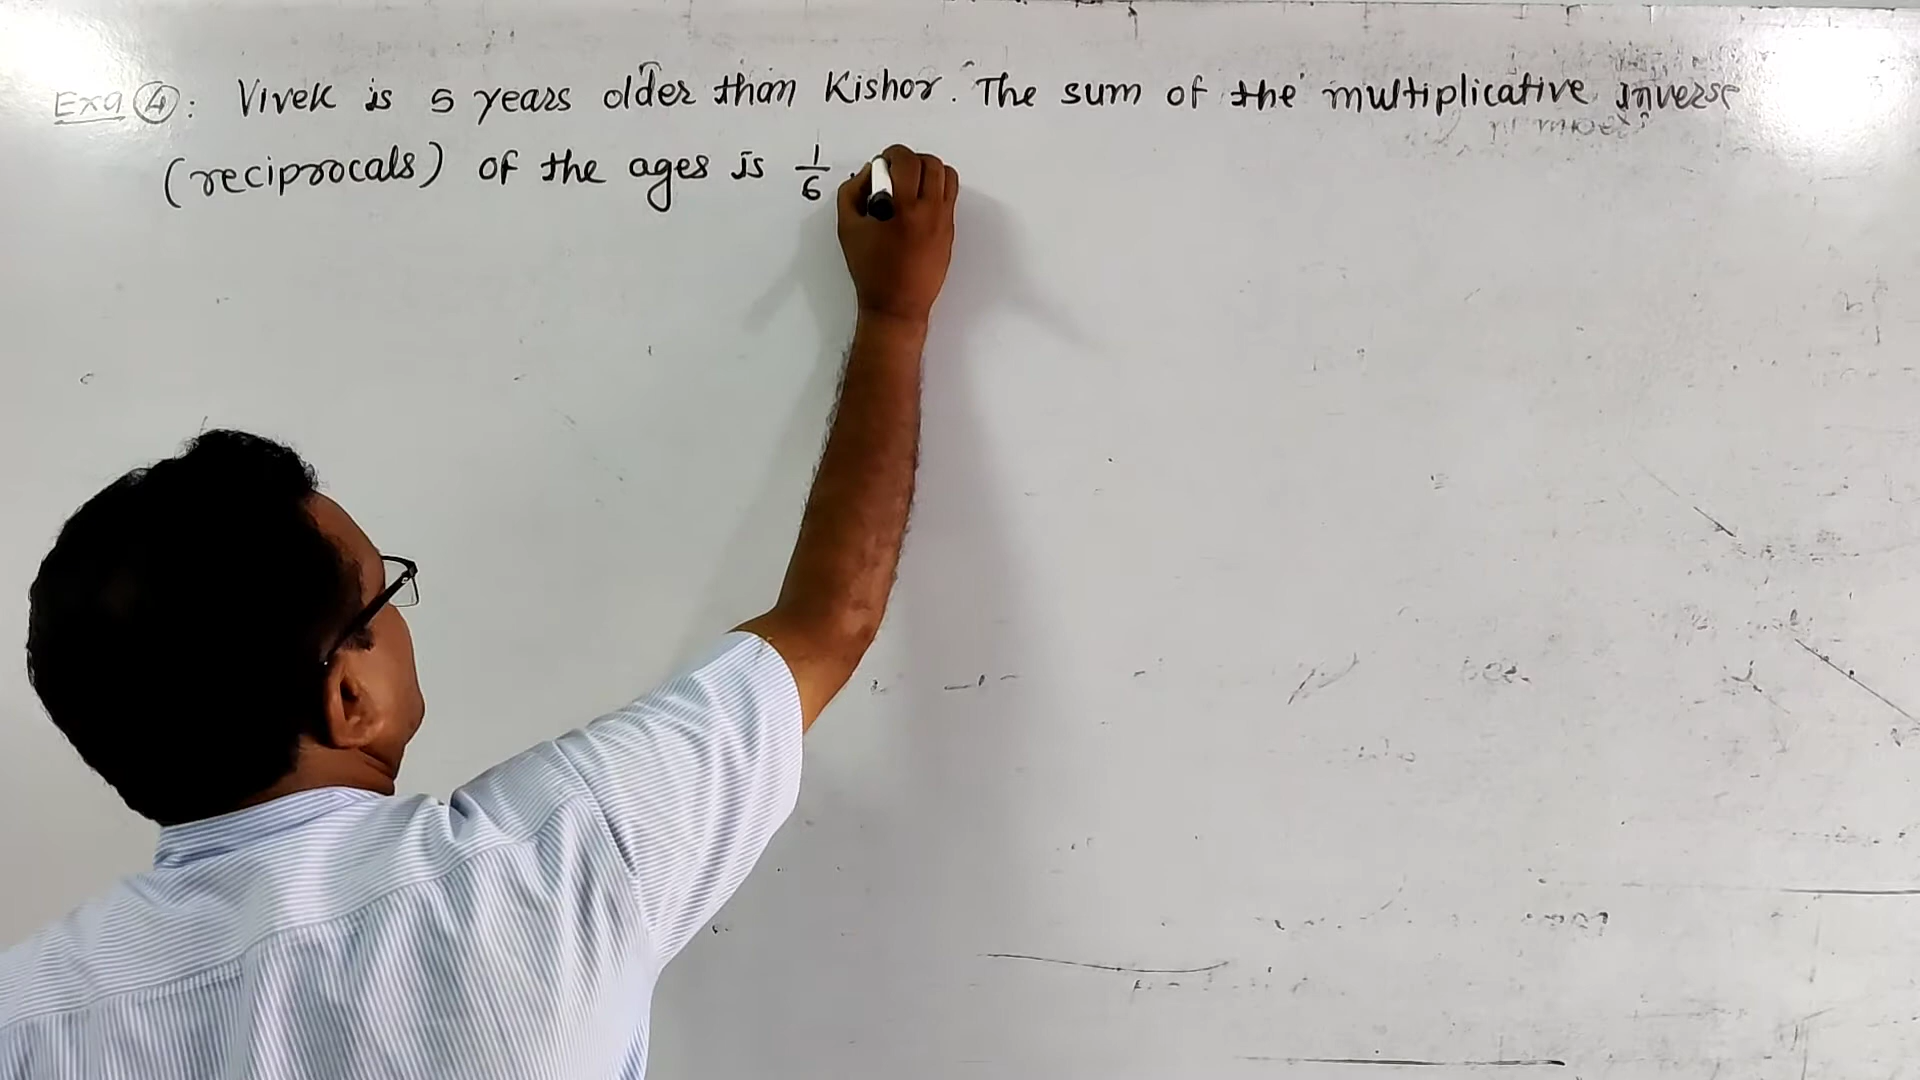 Exa ④: Vivek is 5 years older than Kishor. The sum of the multiplicative inverse
(reciprocals) of the ages is 1/6.